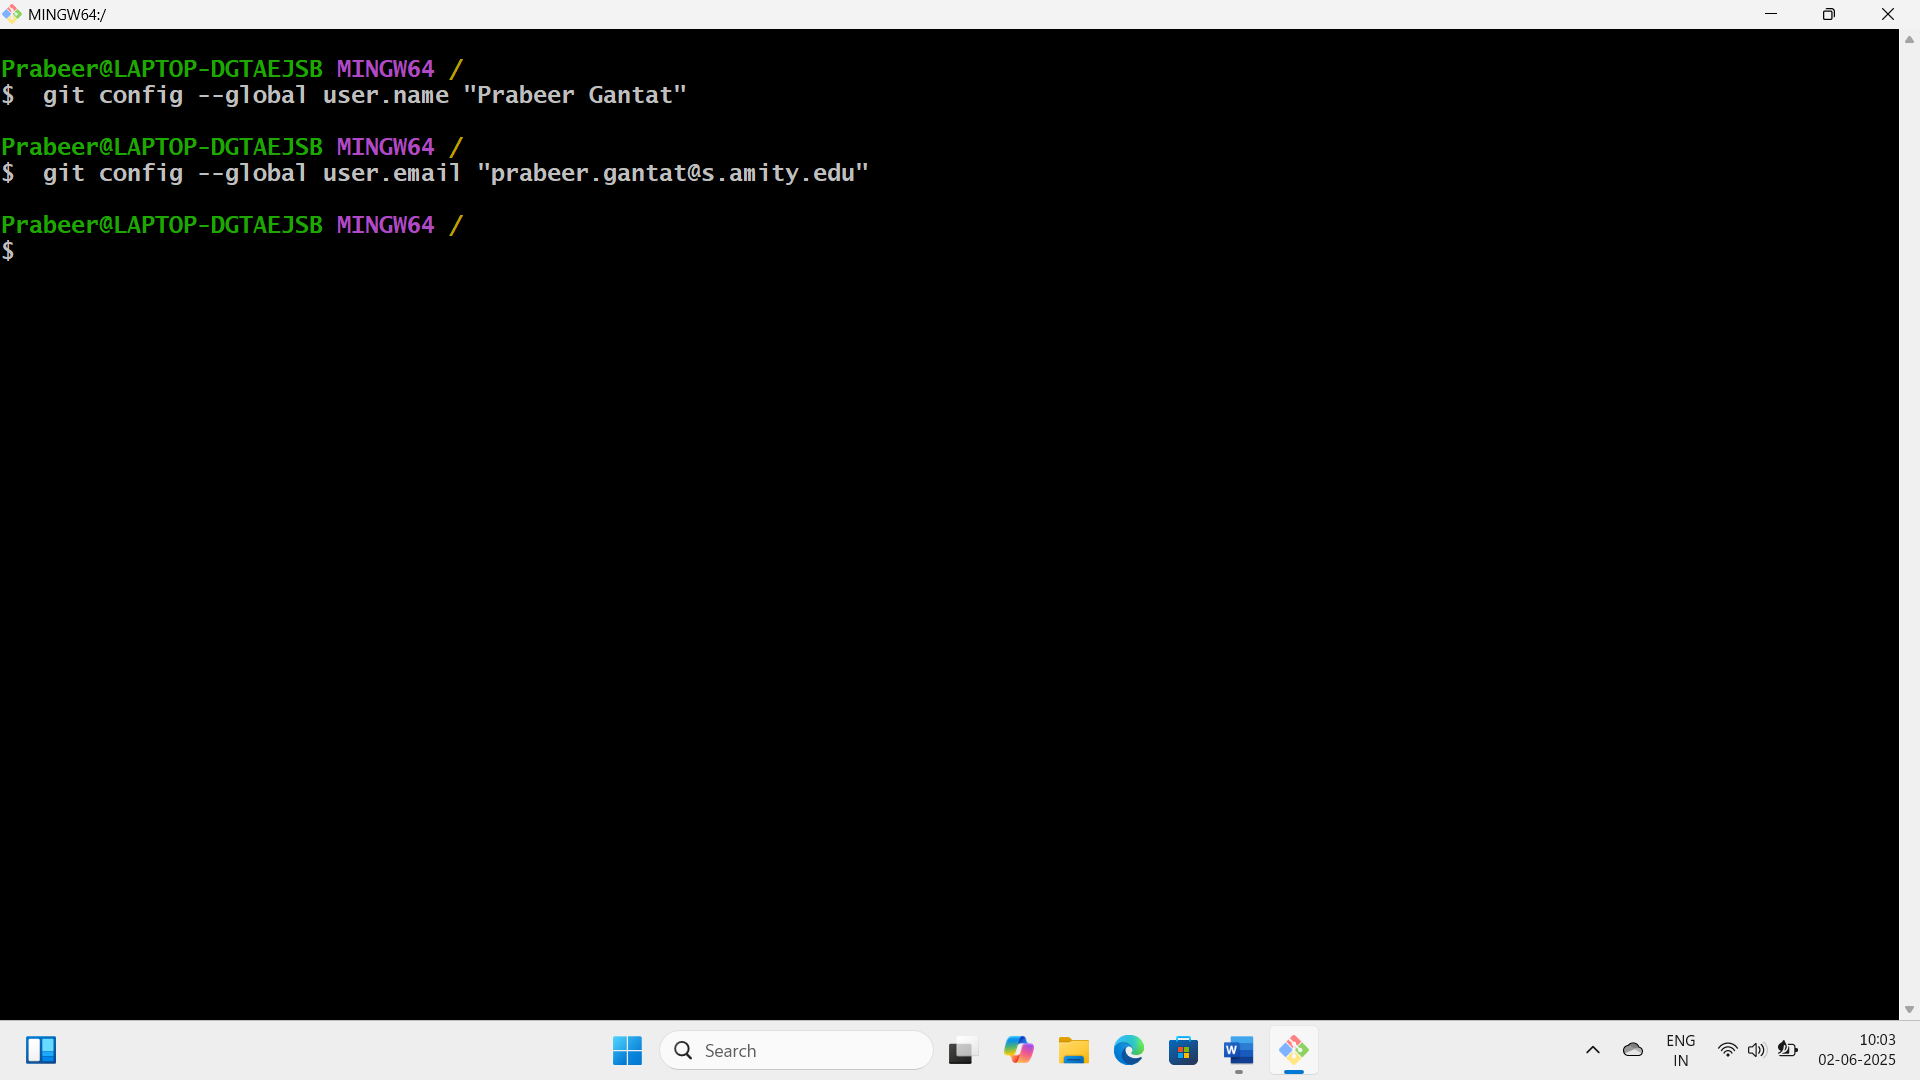 MINGW64:/
Prabeer@LAPTOP-DGTAEJSB MINGW64 /
$  git config --global user.name "Prabeer Gantat"
Prabeer@LAPTOP-DGTAEJSB MINGW64 /
$  git config --global user.email "prabeer.gantat@s.amity.edu"
Prabeer@LAPTOP-DGTAEJSB MINGW64 /
$
Search
W
ENG
IN
10:03
02-06-2025